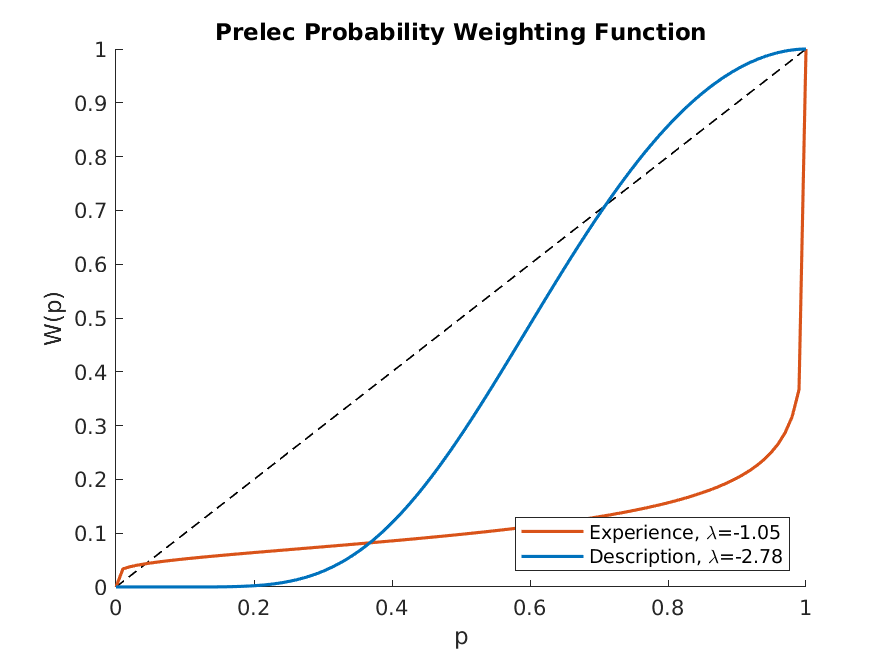 Prelec Probability Weighting Function
1
0.9
0.8
0.7
0.6
0.5
0.4
0.3
0.2
0.1
0
W(p)
Experience, λ=-1.05
Description, λ=-2.78
0 0.2 0.4 0.6 0.8 1
p